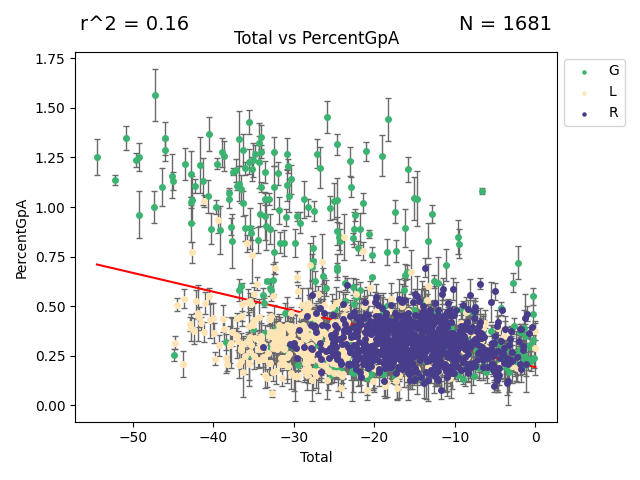 r^2 = 0.16
N = 1681
Total vs PercentGpA
1.75
1.50
1.25
1.00
0.75
0.50
0.25
0.00
PercentGpA
−50
−40
−30
−20
−10
0
Total
G
L
R